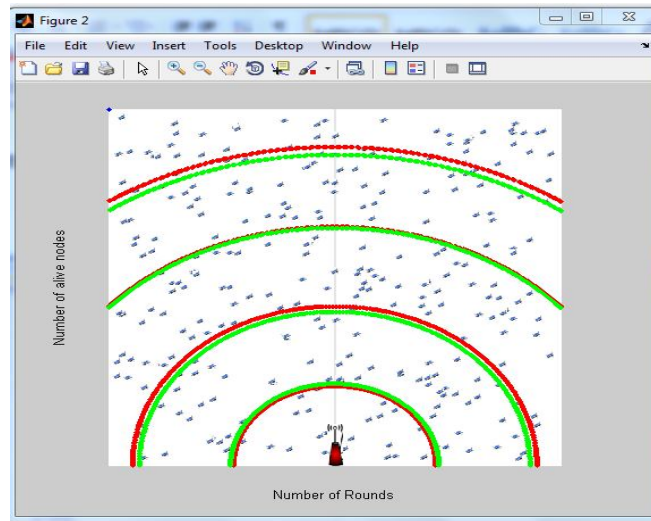 Figure 2
File Edit View Insert Tools Desktop Window Help
Number of alive nodes
Number of Rounds